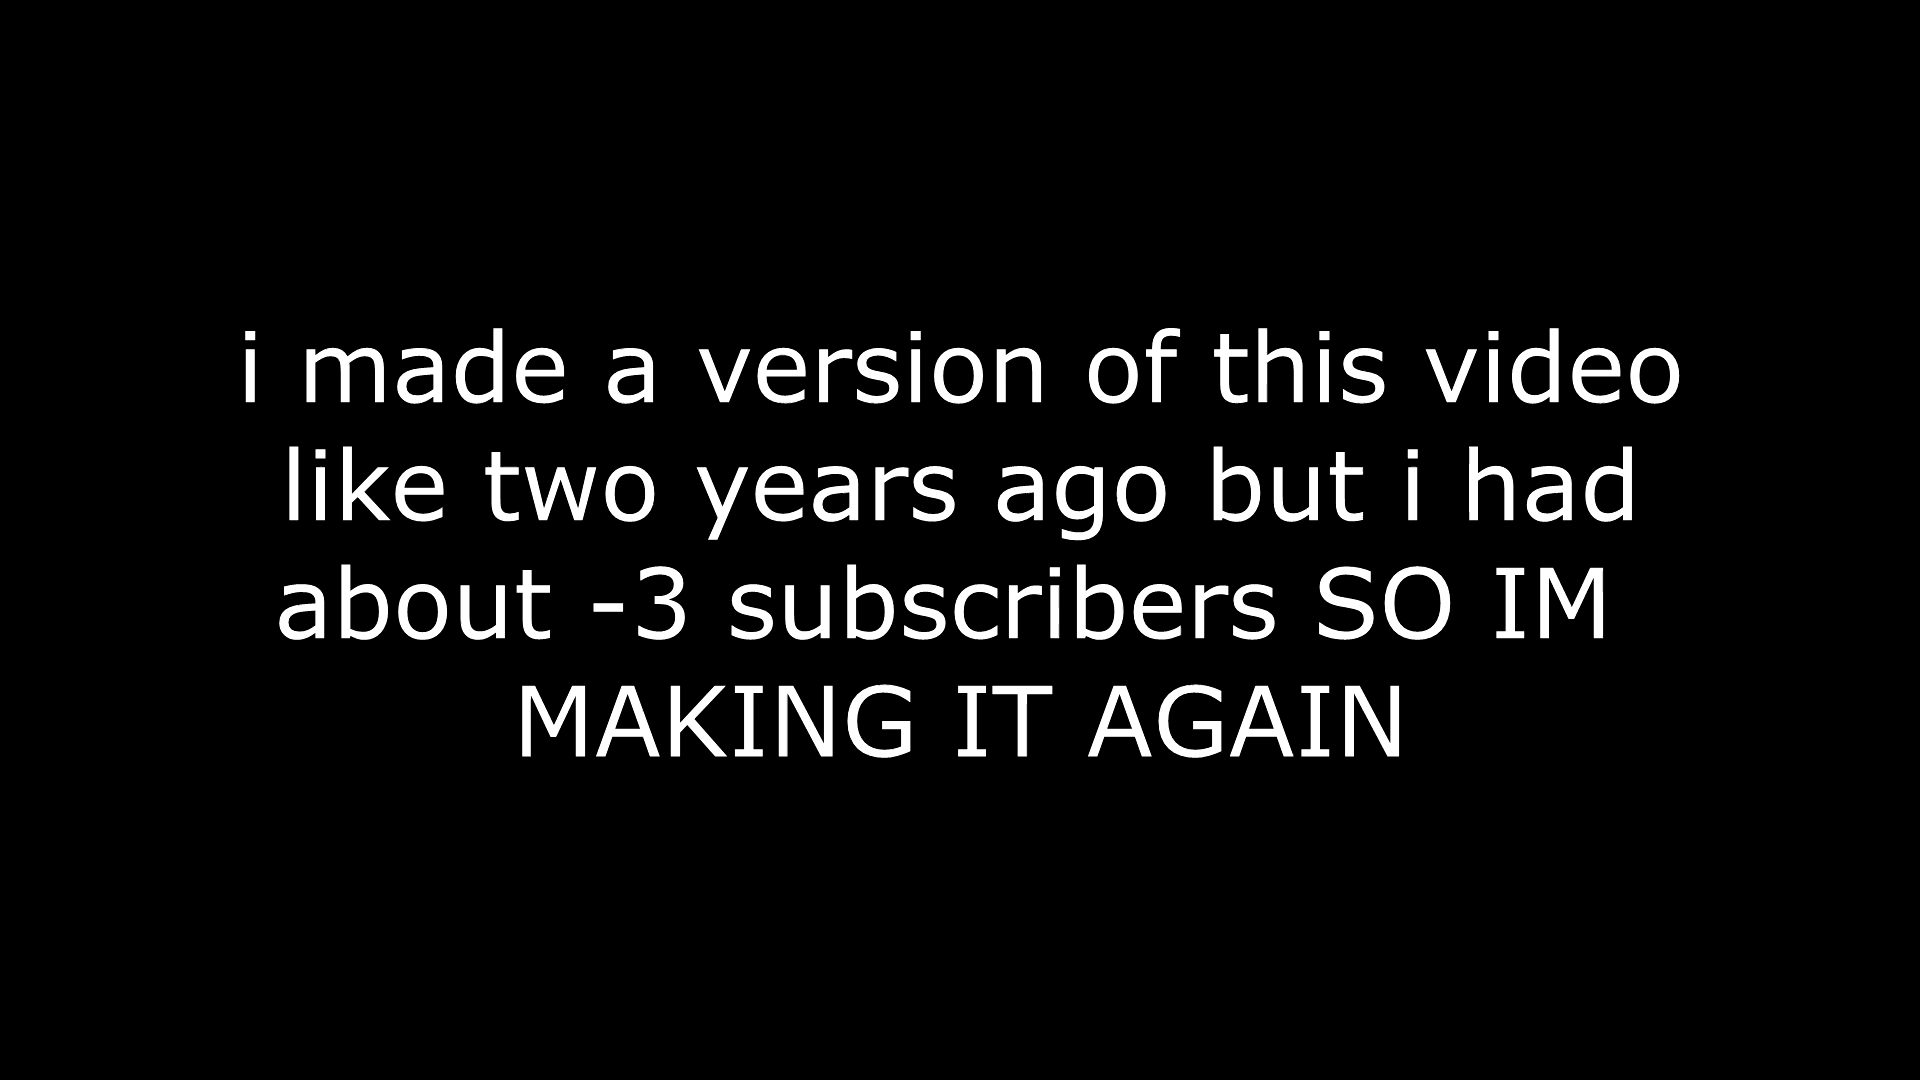 i made a version of this video
like two years ago but i had
about -3 subscribers SO IM
MAKING IT AGAIN